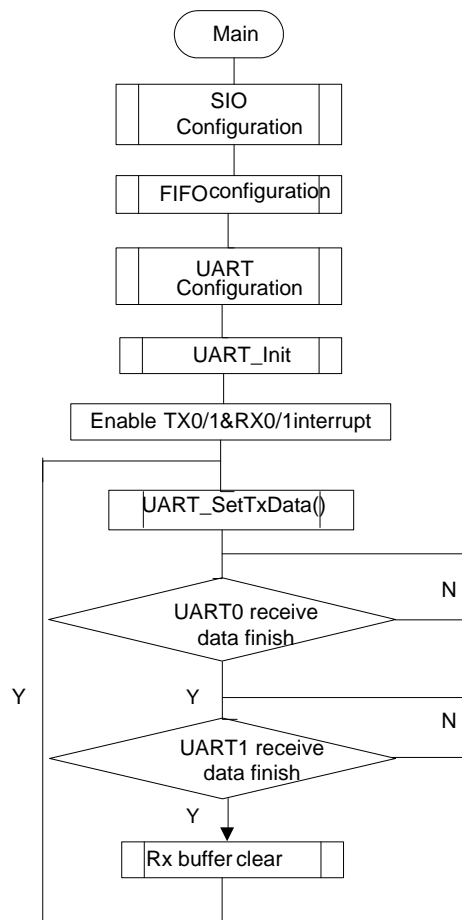 Main
SIO
Configuration
FIFOconfiguration
UART
Configuration
UART_Init
Enable TX0/1&RX0/1interrupt
UART_SetTxData()
N
UART0 receive
data finish
Y
Y
N
UART1 receive
data finish
Y
Rx buffer clear